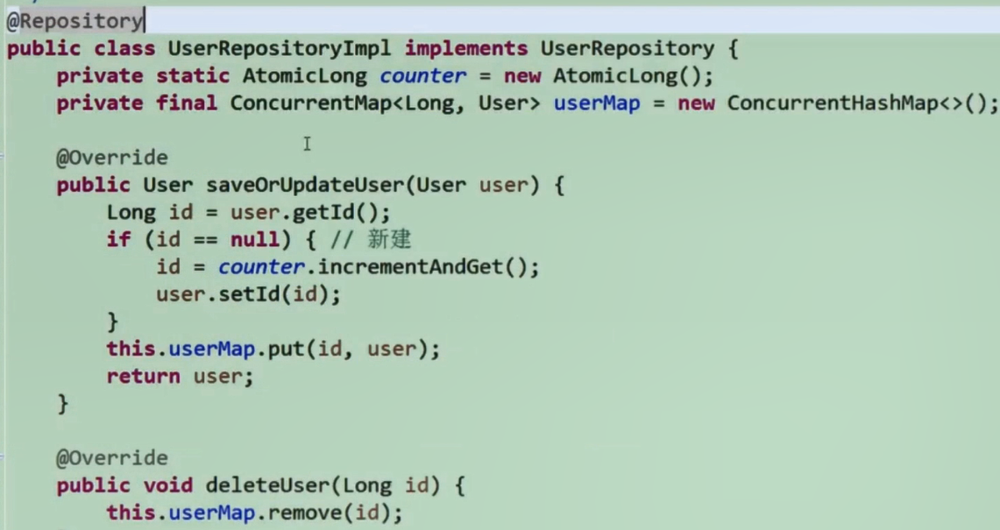 @Repository
public class UserRepositoryImpl implements UserRepository {
    private static AtomicLong counter = new AtomicLong();
    private final ConcurrentMap<Long, User> userMap = new ConcurrentHashMap<>();
    @Override
    public User saveOrUpdateUser(User user) {
        Long id = user.getId();
        if (id == null) { // 新建
            id = counter.incrementAndGet();
            user.setId(id);
        }
        this.userMap.put(id, user);
        return user;
    }
    @Override
    public void deleteUser(Long id) {
        this.userMap.remove(id);